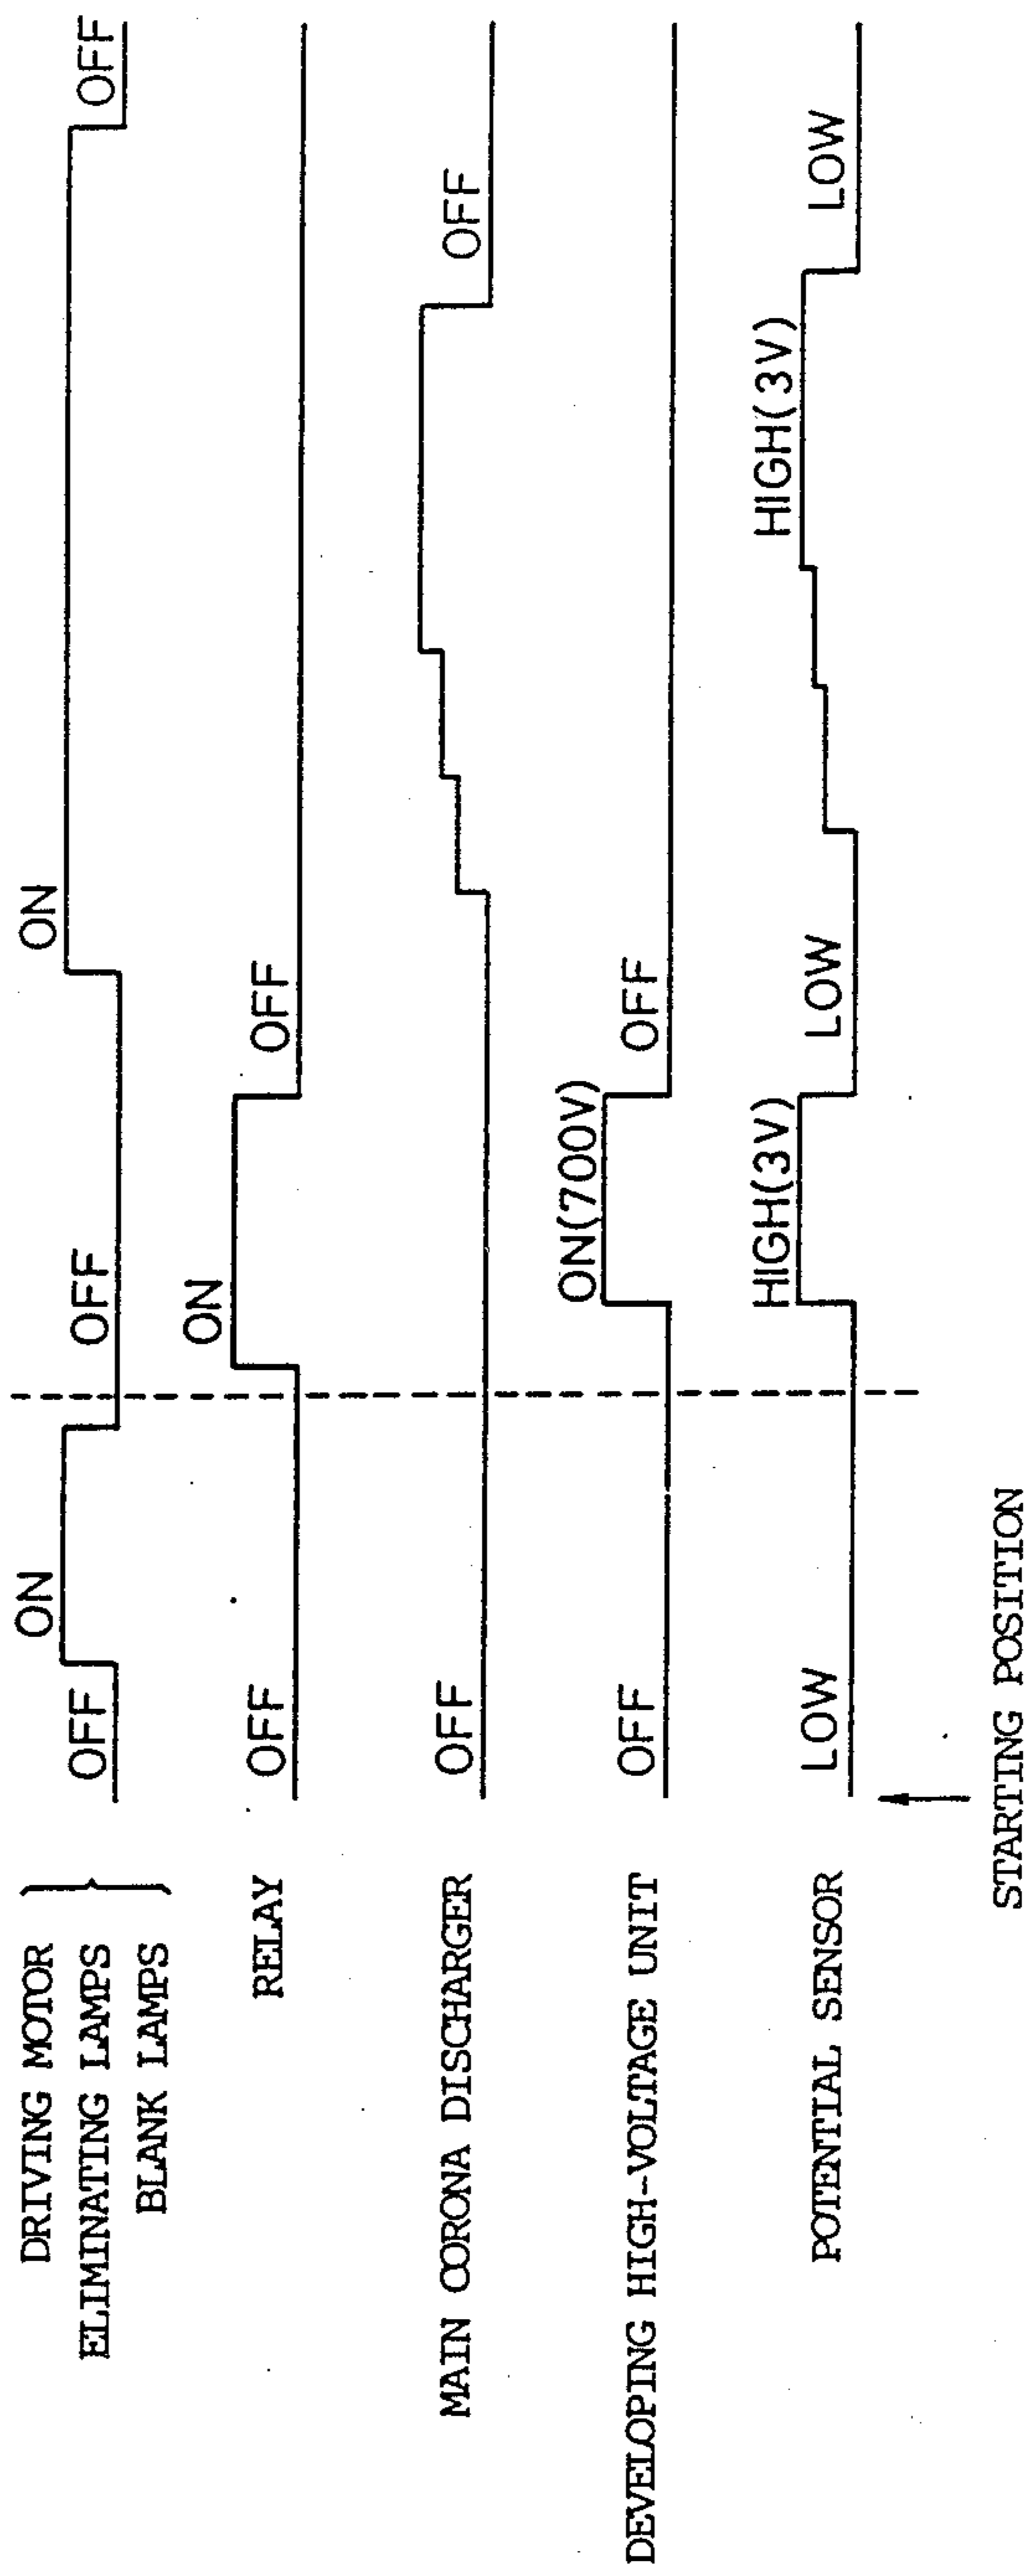 DRIVING MOTOR
ELIMINATING LAMPS
BLANK LAMPS
OFF ON OFF ON OFF
RELAY
OFF ON OFF
MAIN CORONA DISCHARGER
OFF OFF
DEVELOPING HIGH-VOLTAGE UNIT
OFF ON(700V) OFF
POTENTIAL SENSOR
LOW HIGH(3V) LOW HIGH(3V) LOW
STARTING POSITION